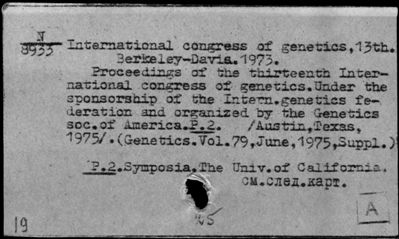 N
8933
International congress of genetics,13th.
Berkeley-Davis.1973.
Proceedings of the thirteenth Inter-
national congress of genetics.Under the
sponsorship of the Intern.genetics fe-
deration and organized by the Genetics
soc.of America.P.2. /Austin,Texas,
1975/.(Genetics.Vol.79,June,1975,Suppl.)
P.2.Symposia.The Univ.of California.
См.след.карт.
19
A